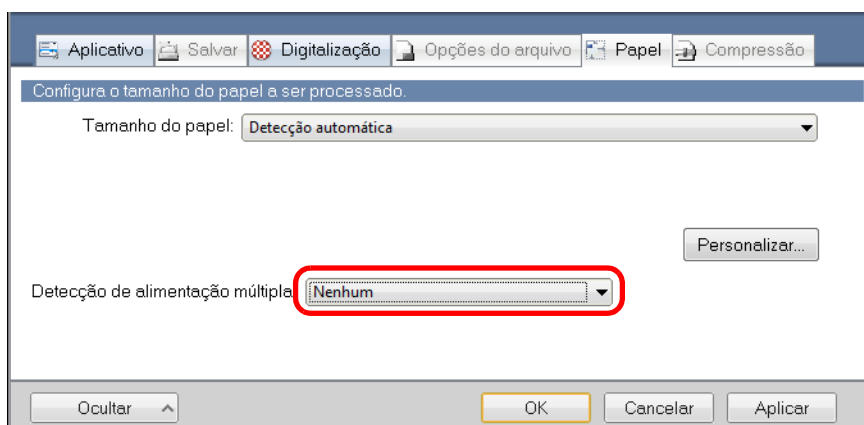 Aplicativo Salvar Digitalização Opções do arquivo Papel Compressão
Configura o tamanho do papel a ser processado.
Tamanho do papel: Detecção automática
Personalizar...
Detecção de alimentação múltipla Nenhum
Ocultar OK Cancelar Aplicar